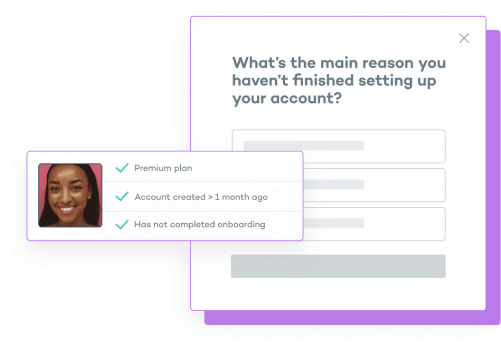 What's the main reason you
haven't finished setting up
your account?
Premium plan
Account created > 1 month ago
Has not completed onboarding